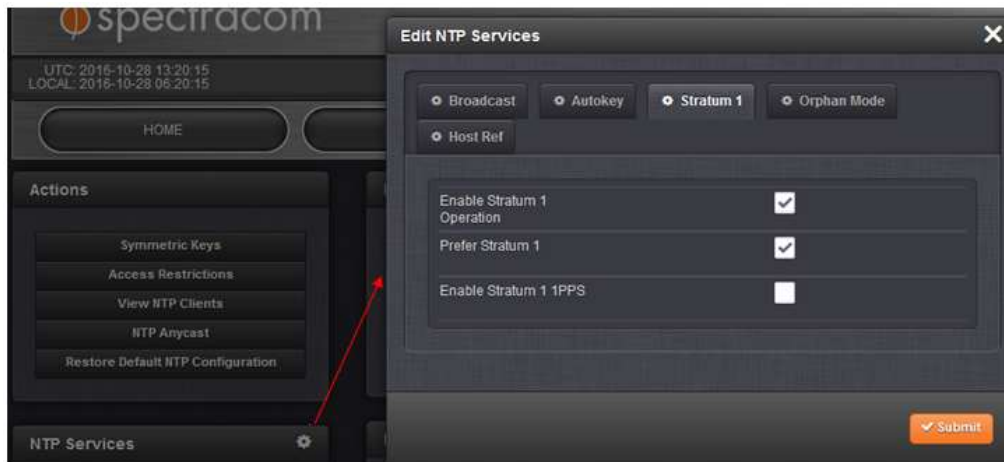 spectracom
UTC: 2016-10-28 13:20:15
LOCAL: 2016-10-28 06:20:15
HOME
Actions
Symmetric Keys
Access Restrictions
View NTP Clients
NTP Anycast
Restore Default NTP Configuration
NTP Services
Edit NTP Services
Broadcast
Autokey
Stratum 1
Orphan Mode
Host Ref
Enable Stratum 1
Operation
Prefer Stratum 1
Enable Stratum 1 1PPS
Submit